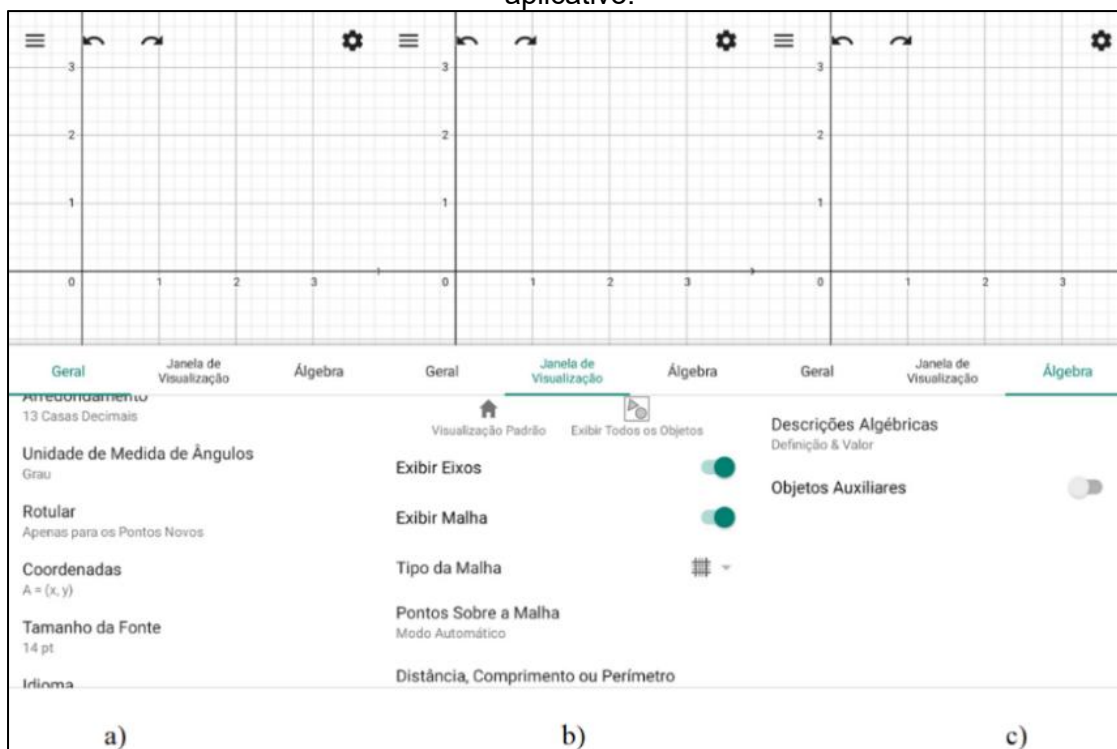 aplicativo.
3
2
1
0 1 2 3
3
2
1
0 1 2 3
3
2
1
0 1 2 3
Geral
Janela de
Visualização
Álgebra
Arredondamento
13 Casas Decimais
Unidade de Medida de Ângulos
Grau
Rotular
Apenas para os Pontos Novos
Coordenadas
A = (x, y)
Tamanho da Fonte
14 pt
Idioma
a)
Geral
Janela de
Visualização
Álgebra
Visualização Padrão
Exibir Todos os Objetos
Exibir Eixos
Exibir Malha
Tipo da Malha
Pontos Sobre a Malha
Modo Automático
Distância, Comprimento ou Perímetro
b)
Geral
Janela de
Visualização
Álgebra
Descrições Algébricas
Definição & Valor
Objetos Auxiliares
c)